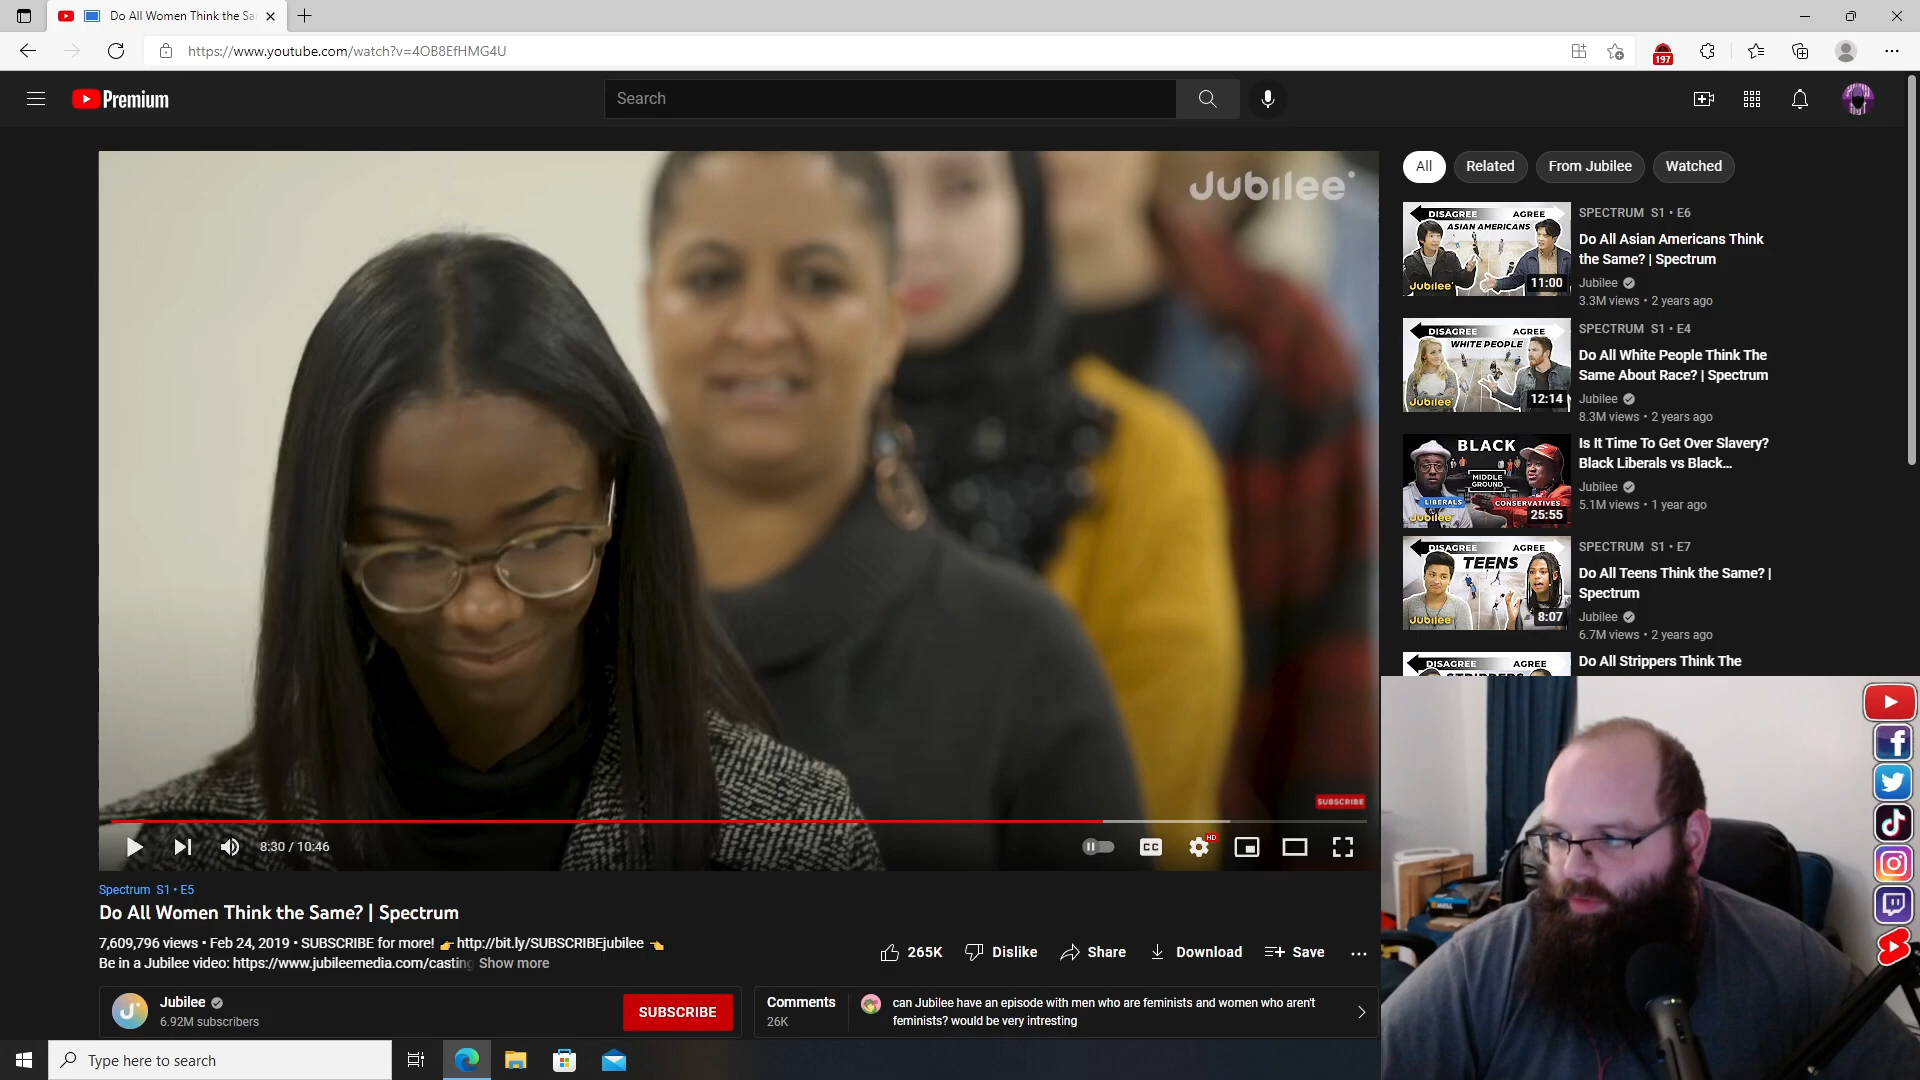 Do All Women Think the Sa
https://www.youtube.com/watch?v=4OB8EfHMG4U
197
Premium
Search
Jubilee
SUBSCRIBE
8:30 / 10:46
CC
HD
Spectrum S1 • E5
Do All Women Think the Same? | Spectrum
7,609,796 views • Feb 24, 2019 • SUBSCRIBE for more! 👉 http://bit.ly/SUBSCRIBEjubilee 👈
Be in a Jubilee video: https://www.jubileemedia.com/casting Show more
265K
Dislike
Share
Download
Save
Jubilee
6.92M subscribers
SUBSCRIBE
Comments
26K
can Jubilee have an episode with men who are feminists and women who aren't
feminists? would be very intresting
All
Related
From Jubilee
Watched
DISAGREE AGREE
ASIAN AMERICANS
Jubilee
11:00
SPECTRUM S1 • E6
Do All Asian Americans Think
the Same? | Spectrum
Jubilee
3.3M views • 2 years ago
DISAGREE AGREE
WHITE PEOPLE
Jubilee
12:14
SPECTRUM S1 • E4
Do All White People Think The
Same About Race? | Spectrum
Jubilee
8.3M views • 2 years ago
BLACK
MIDDLE
GROUND
LIBERALS
CONSERVATIVES
Jubilee
25:55
Is It Time To Get Over Slavery?
Black Liberals vs Black...
Jubilee
5.1M views • 1 year ago
DISAGREE AGREE
TEENS
Jubilee
8:07
SPECTRUM S1 • E7
Do All Teens Think the Same? |
Spectrum
Jubilee
6.7M views • 2 years ago
DISAGREE AGREE
STRIPPERS
Do All Strippers Think The
Type here to search